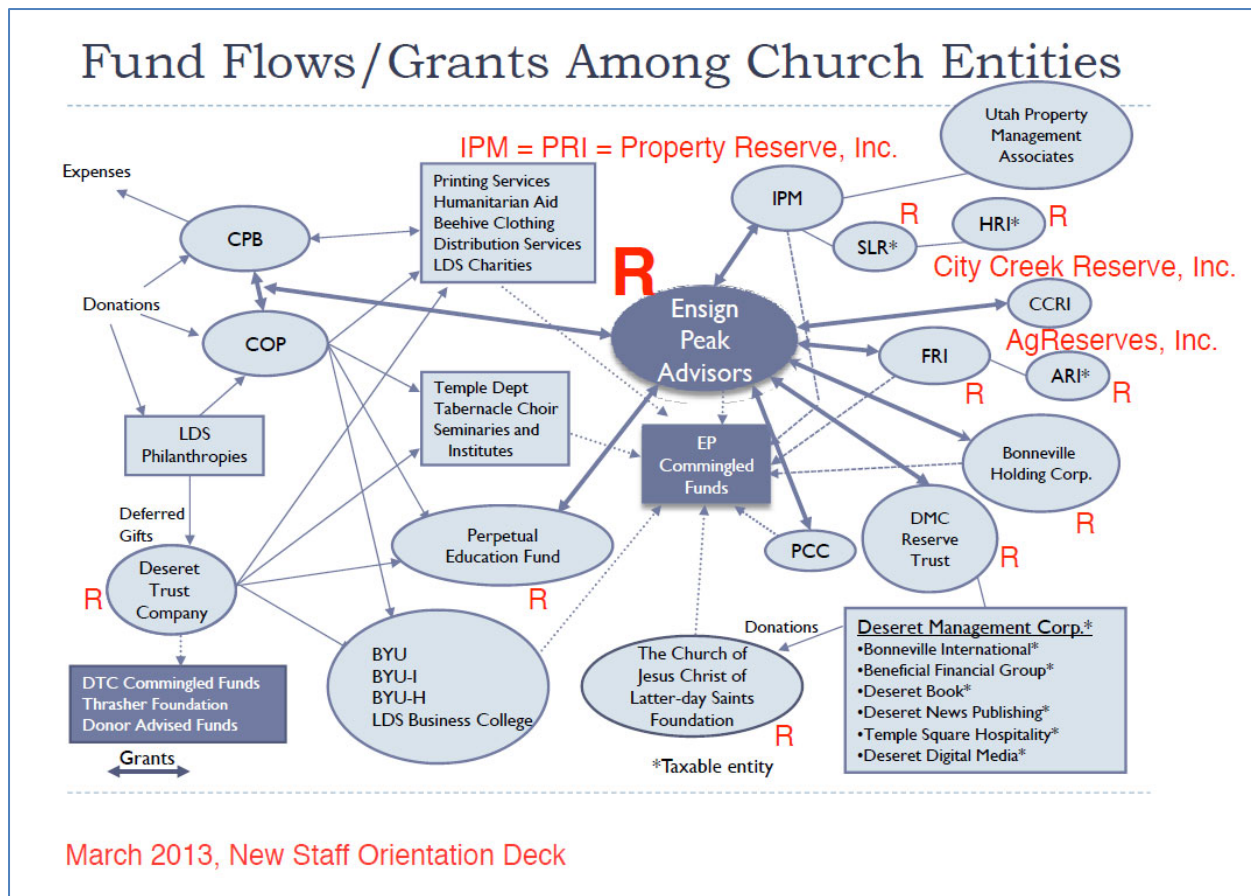 Fund Flows/Grants Among Church Entities
IPM = PRI = Property Reserve, Inc.
Utah Property
Management
Associates
Expenses
Printing Services
Humanitarian Aid
Beehive Clothing
Distribution Services
LDS Charities
CPB
IPM
R
SLR*
HRI*
R
R
City Creek Reserve, Inc.
Donations
COP
Ensign
Peak
Advisors
CCRI
AgReserves, Inc.
FRI
R
ARI*
R
Temple Dept
Tabernacle Choir
Seminaries and
Institutes
LDS
Philanthropies
EP
Commingled
Funds
Bonneville
Holding Corp.
R
Deferred
Gifts
Perpetual
Education Fund
R
PCC
DMC
Reserve
Trust
R
R
Deseret
Trust
Company
BYU
BYU-I
BYU-H
LDS Business College
Donations
The Church of
Jesus Christ of
Latter-day Saints
Foundation
R
Deseret Management Corp.*
•Bonneville International*
•Beneficial Financial Group*
•Deseret Book*
•Deseret News Publishing*
•Temple Square Hospitality*
•Deseret Digital Media*
DTC Commingled Funds
Thrasher Foundation
Donor Advised Funds
Grants
*Taxable entity
March 2013, New Staff Orientation Deck